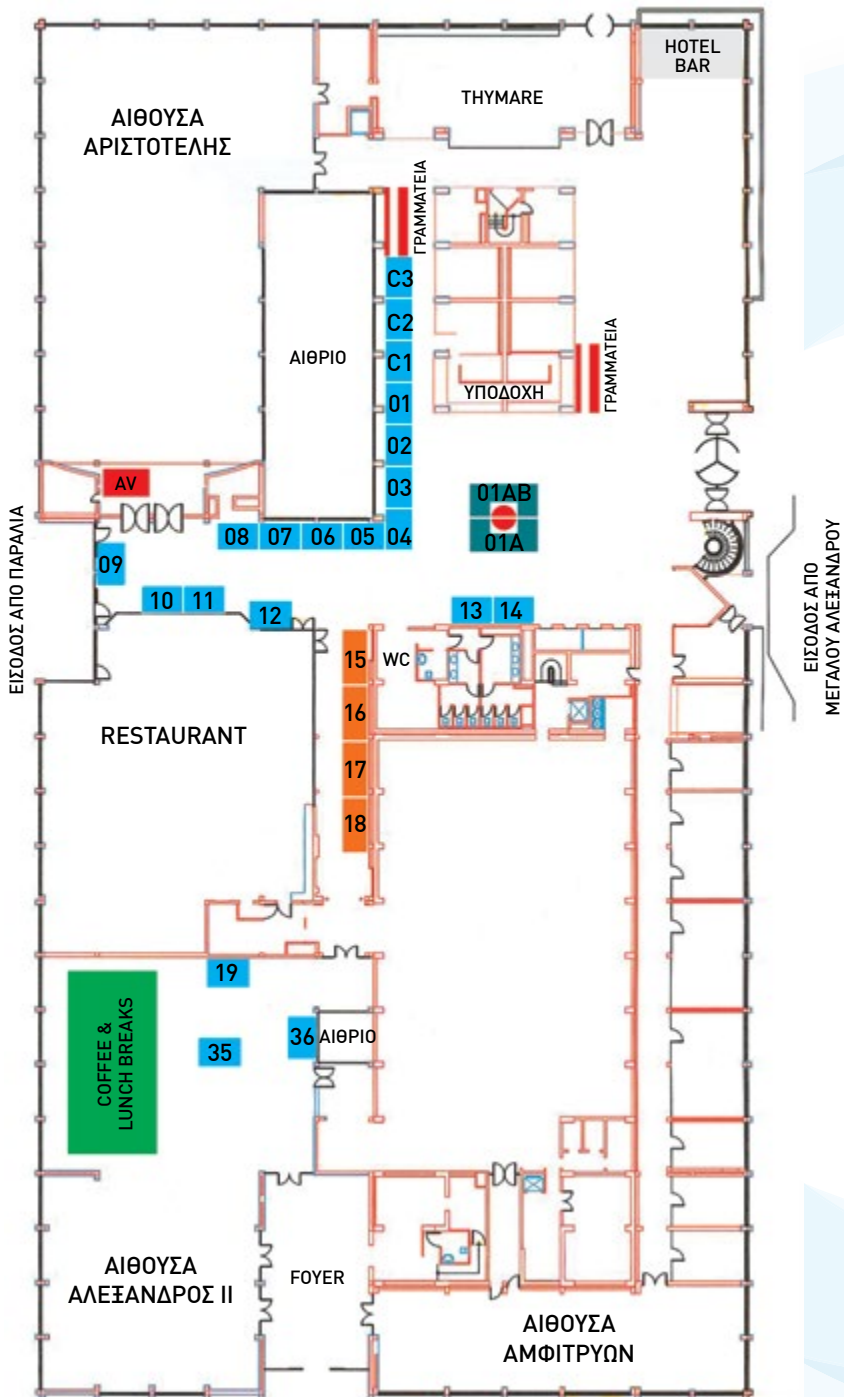 HOTEL
BAR
THYMARE
ΑΙΘΟΥΣΑ
ΑΡΙΣΤΟΤΕΛΗΣ
ΓΡΑΜΜΑΤΕΙΑ
C3
C2
C1
01
02
03
04
ΑΙΘΡΙΟ
ΥΠΟΔΟΧΗ
ΓΡΑΜΜΑΤΕΙΑ
AV
01AB
01A
08
07
06
05
09
10
11
12
13
14
ΕΙΣΟΔΟΣ ΑΠΟ ΠΑΡΑΛΙΑ
ΕΙΣΟΔΟΣ ΑΠΟ
ΜΕΓΑΛΟΥ ΑΛΕΞΑΝΔΡΟΥ
15
16
17
18
WC
RESTAURANT
19
COFFEE &
LUNCH BREAKS
35
36
ΑΙΘΡΙΟ
ΑΙΘΟΥΣΑ
ΑΛΕΞΑΝΔΡΟΣ II
FOYER
ΑΙΘΟΥΣΑ
ΑΜΦΙΤΡΥΩΝ